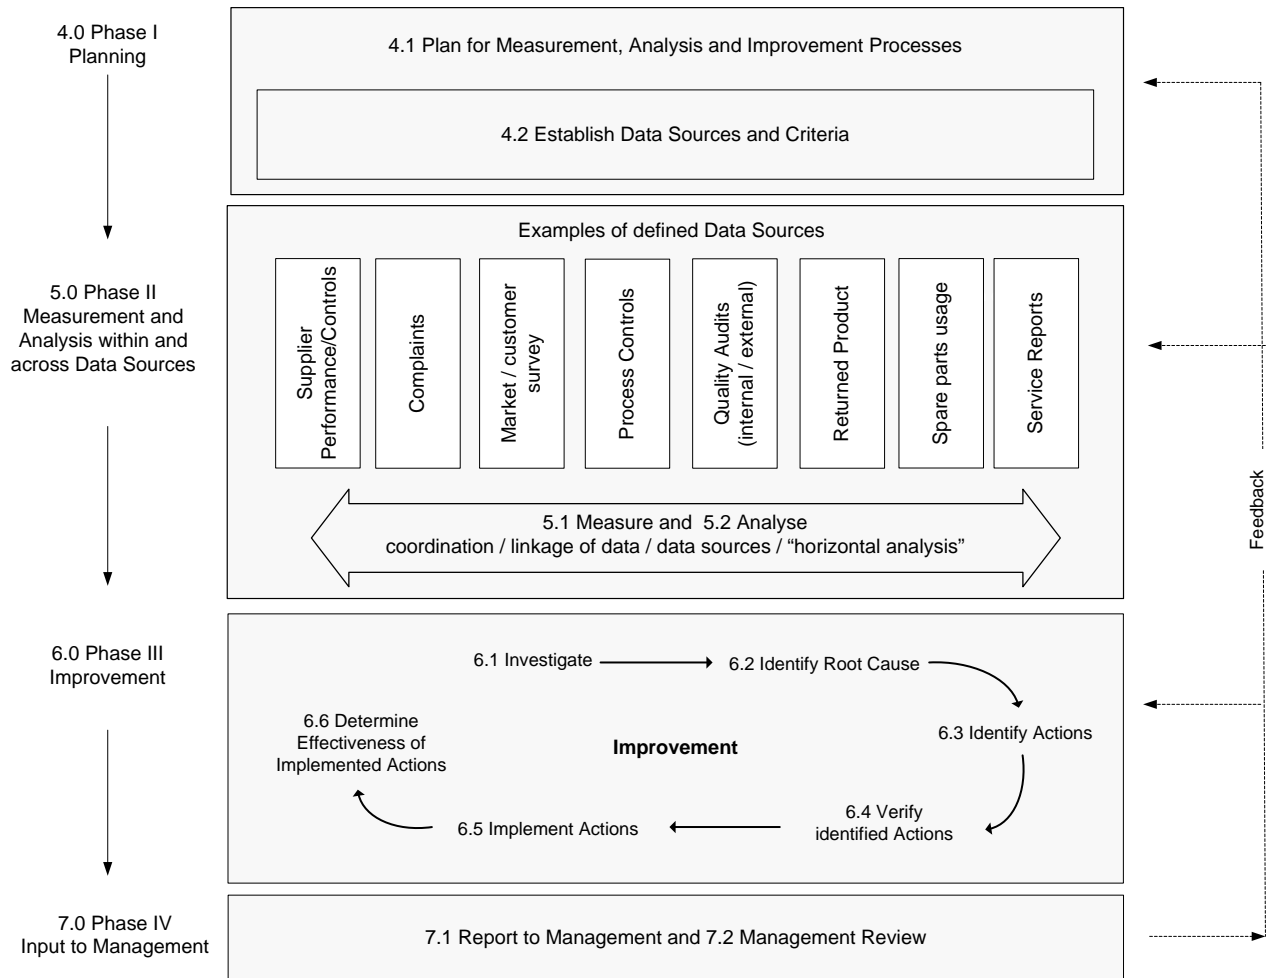 4.0 Phase I
Planning
4.1 Plan for Measurement, Analysis and Improvement Processes
4.2 Establish Data Sources and Criteria
5.0 Phase II
Measurement and
Analysis within and
across Data Sources
Examples of defined Data Sources
Supplier
Performance/Controls
Complaints
Market / customer
survey
Process Controls
Quality Audits
(internal / external)
Returned Product
Spare parts usage
Service Reports
5.1 Measure and  5.2 Analyse
coordination / linkage of data / data sources / “horizontal analysis”
Feedback
6.0 Phase III
Improvement
6.1 Investigate
6.2 Identify Root Cause
6.3 Identify Actions
6.4 Verify
identified Actions
6.5 Implement Actions
6.6 Determine
Effectiveness of
Implemented Actions
Improvement
7.0 Phase IV
Input to Management
7.1 Report to Management and 7.2 Management Review